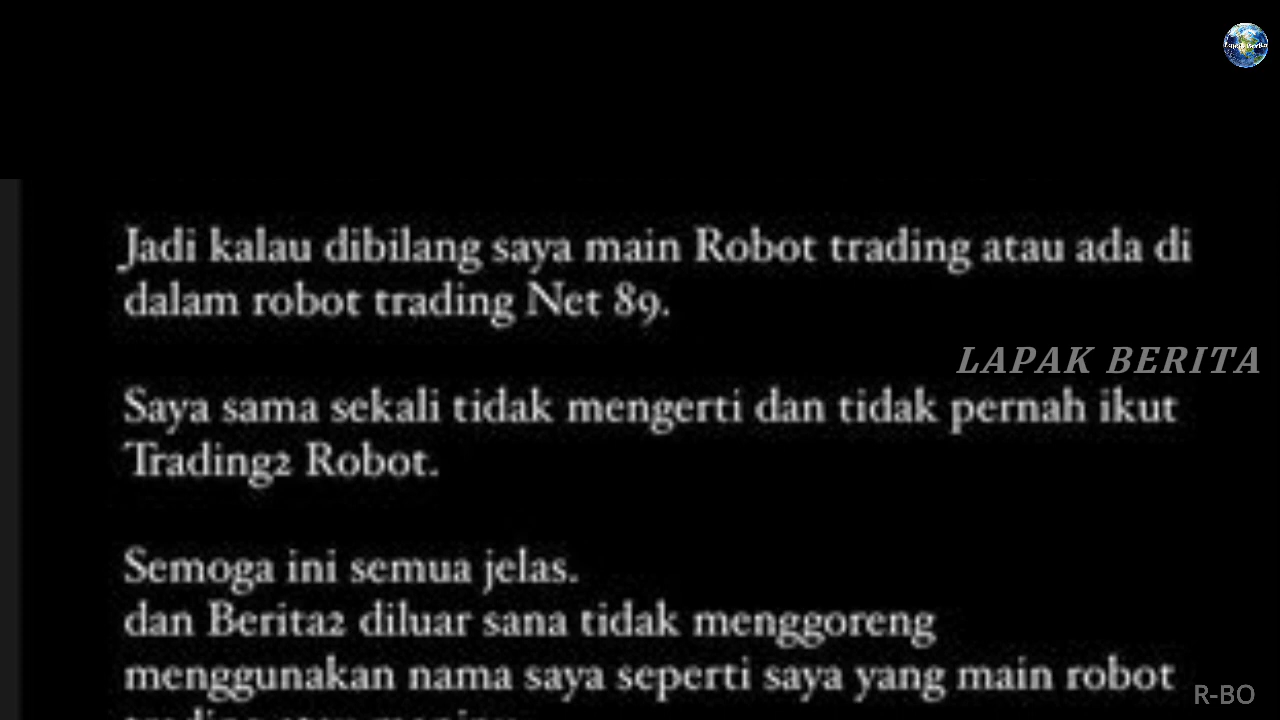 Jadi kalau dibilang saya main Robot trading atau ada di
dalam robot trading Net 89.
LAPAK BERITA
Saya sama sekali tidak mengerti dan tidak pernah ikut
Trading2 Robot.
Semoga ini semua jelas.
dan Berita2 diluar sana tidak menggoreng
menggunakan nama saya seperti saya yang main robot
R-BO